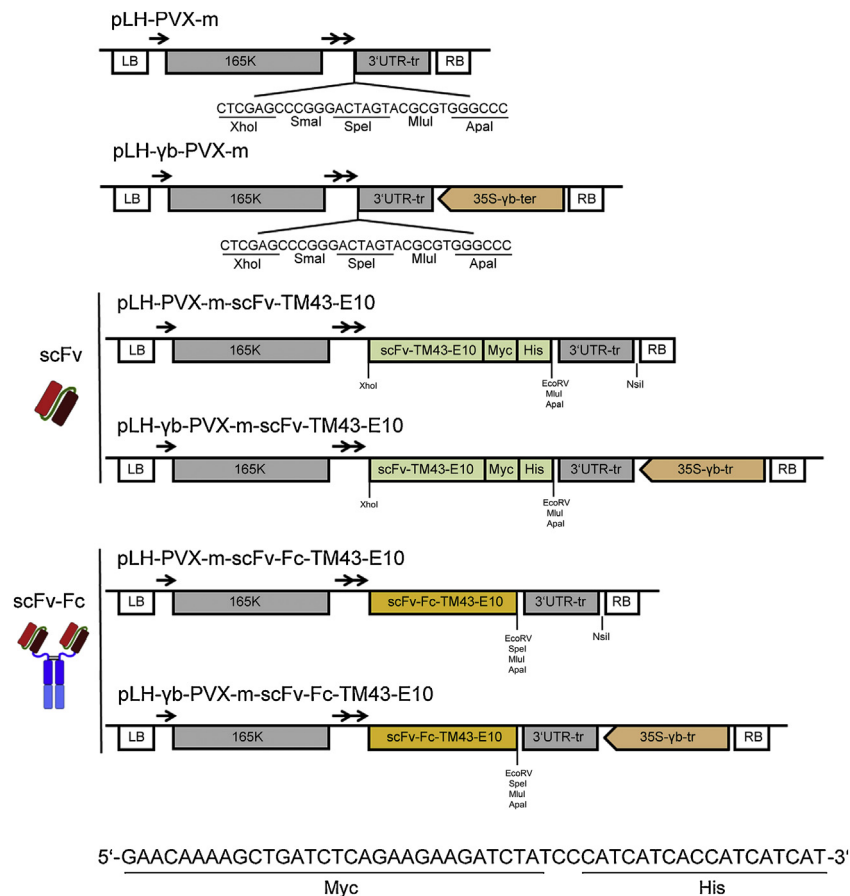 pLH-PVX-m
LB 165K 3'UTR-tr RB
CTCGAGCCCGGGACTAGTACGCGTGGGCCC
XhoI SmaI SpeI MluI ApaI
pLH-γb-PVX-m
LB 165K 3'UTR-tr 35S-γb-ter RB
CTCGAGCCCGGGACTAGTACGCGTGGGCCC
XhoI SmaI SpeI MluI ApaI
scFv
pLH-PVX-m-scFv-TM43-E10
LB 165K scFv-TM43-E10 Myc His 3'UTR-tr RB
XhoI EcoRV NsiI
MluI
ApaI
pLH-γb-PVX-m-scFv-TM43-E10
LB 165K scFv-TM43-E10 Myc His 3'UTR-tr 35S-γb-tr RB
XhoI EcoRV
MluI
ApaI
scFv-Fc
pLH-PVX-m-scFv-Fc-TM43-E10
LB 165K scFv-Fc-TM43-E10 3'UTR-tr RB
EcoRV NsiI
SpeI
MluI
ApaI
pLH-γb-PVX-m-scFv-Fc-TM43-E10
LB 165K scFv-Fc-TM43-E10 3'UTR-tr 35S-γb-tr RB
EcoRV
SpeI
MluI
ApaI
5'-GAACAAAAGCTGATCTCAGAAGAAGATCTATCCCATCATCACCATCATCAT-3'
Myc His